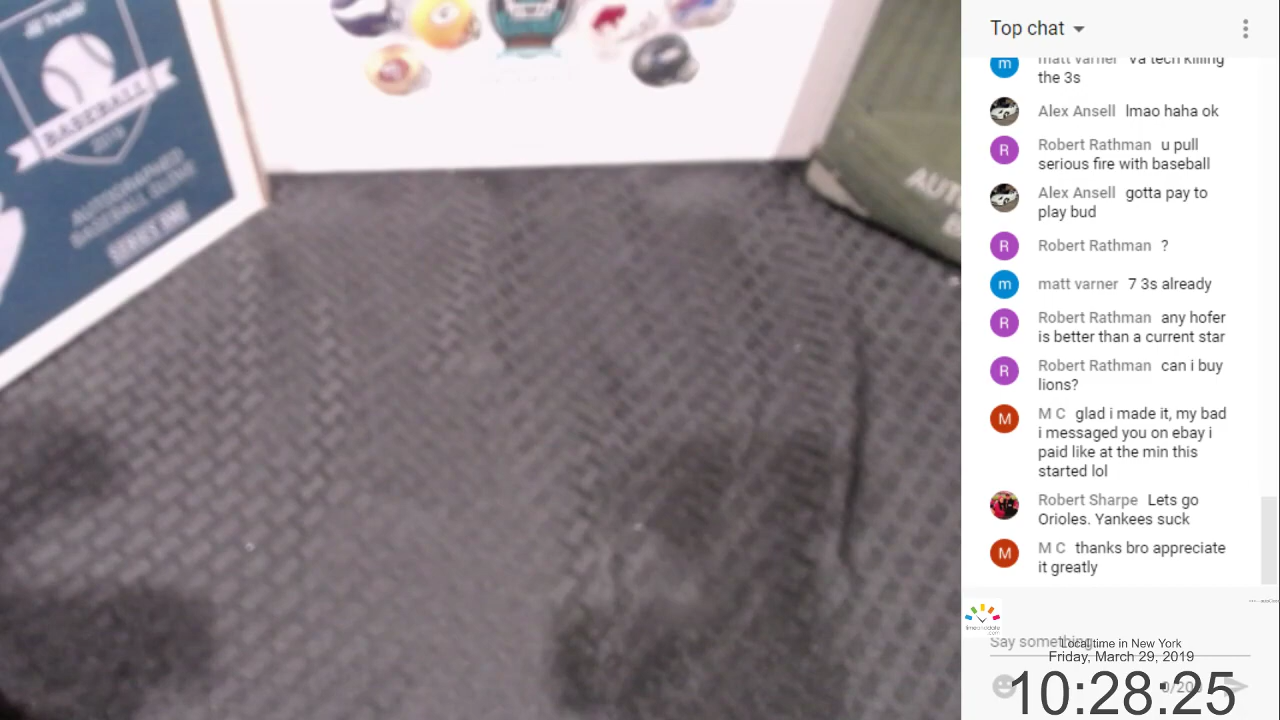 BASEBALL
2018
AUTOGRAPHED
Top chat
matt varner va tech killing
the 3s
Alex Ansell lmao haha ok
Robert Rathman u pull
serious fire with baseball
Alex Ansell gotta pay to
play bud
Robert Rathman ?
matt varner 7 3s already
Robert Rathman any hofer
is better than a current star
Robert Rathman can i buy
lions?
M C glad i made it, my bad
i messaged you on ebay i
paid like at the min this
started lol
Robert Sharpe Lets go
Orioles. Yankees suck
M C thanks bro appreciate
it greatly
Say something...
Local time in New York
Friday, March 29, 2019
10:28:25